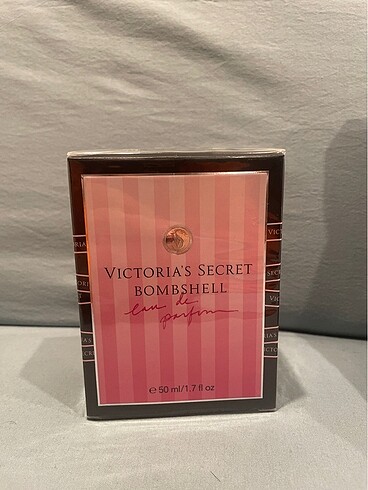 VICTORIA'S SECRET
BOMBSHELL
eau de
parfum
℮ 50 ml/1.7 fl oz